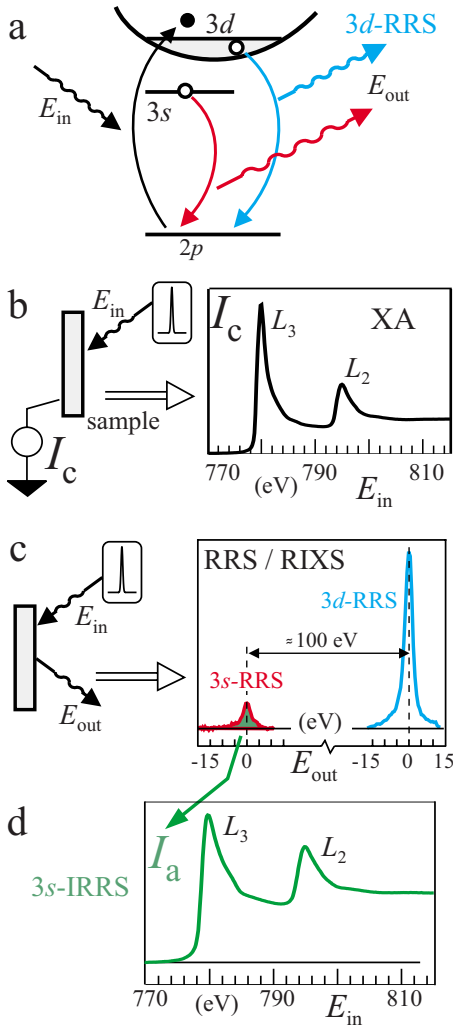 a
3d
3d-RRS
E_in
E_out
3s
2p
b
E_in
I_c
XA
L_3
L_2
sample
I_c
770 790 810
(eV) E_in
c
RRS / RIXS
E_in
3d-RRS
≈100 eV
3s-RRS
E_out
(eV)
-15 0 -15 0 15
E_out
d
I_a
L_3
L_2
3s-IRRS
770 790 810
(eV) E_in